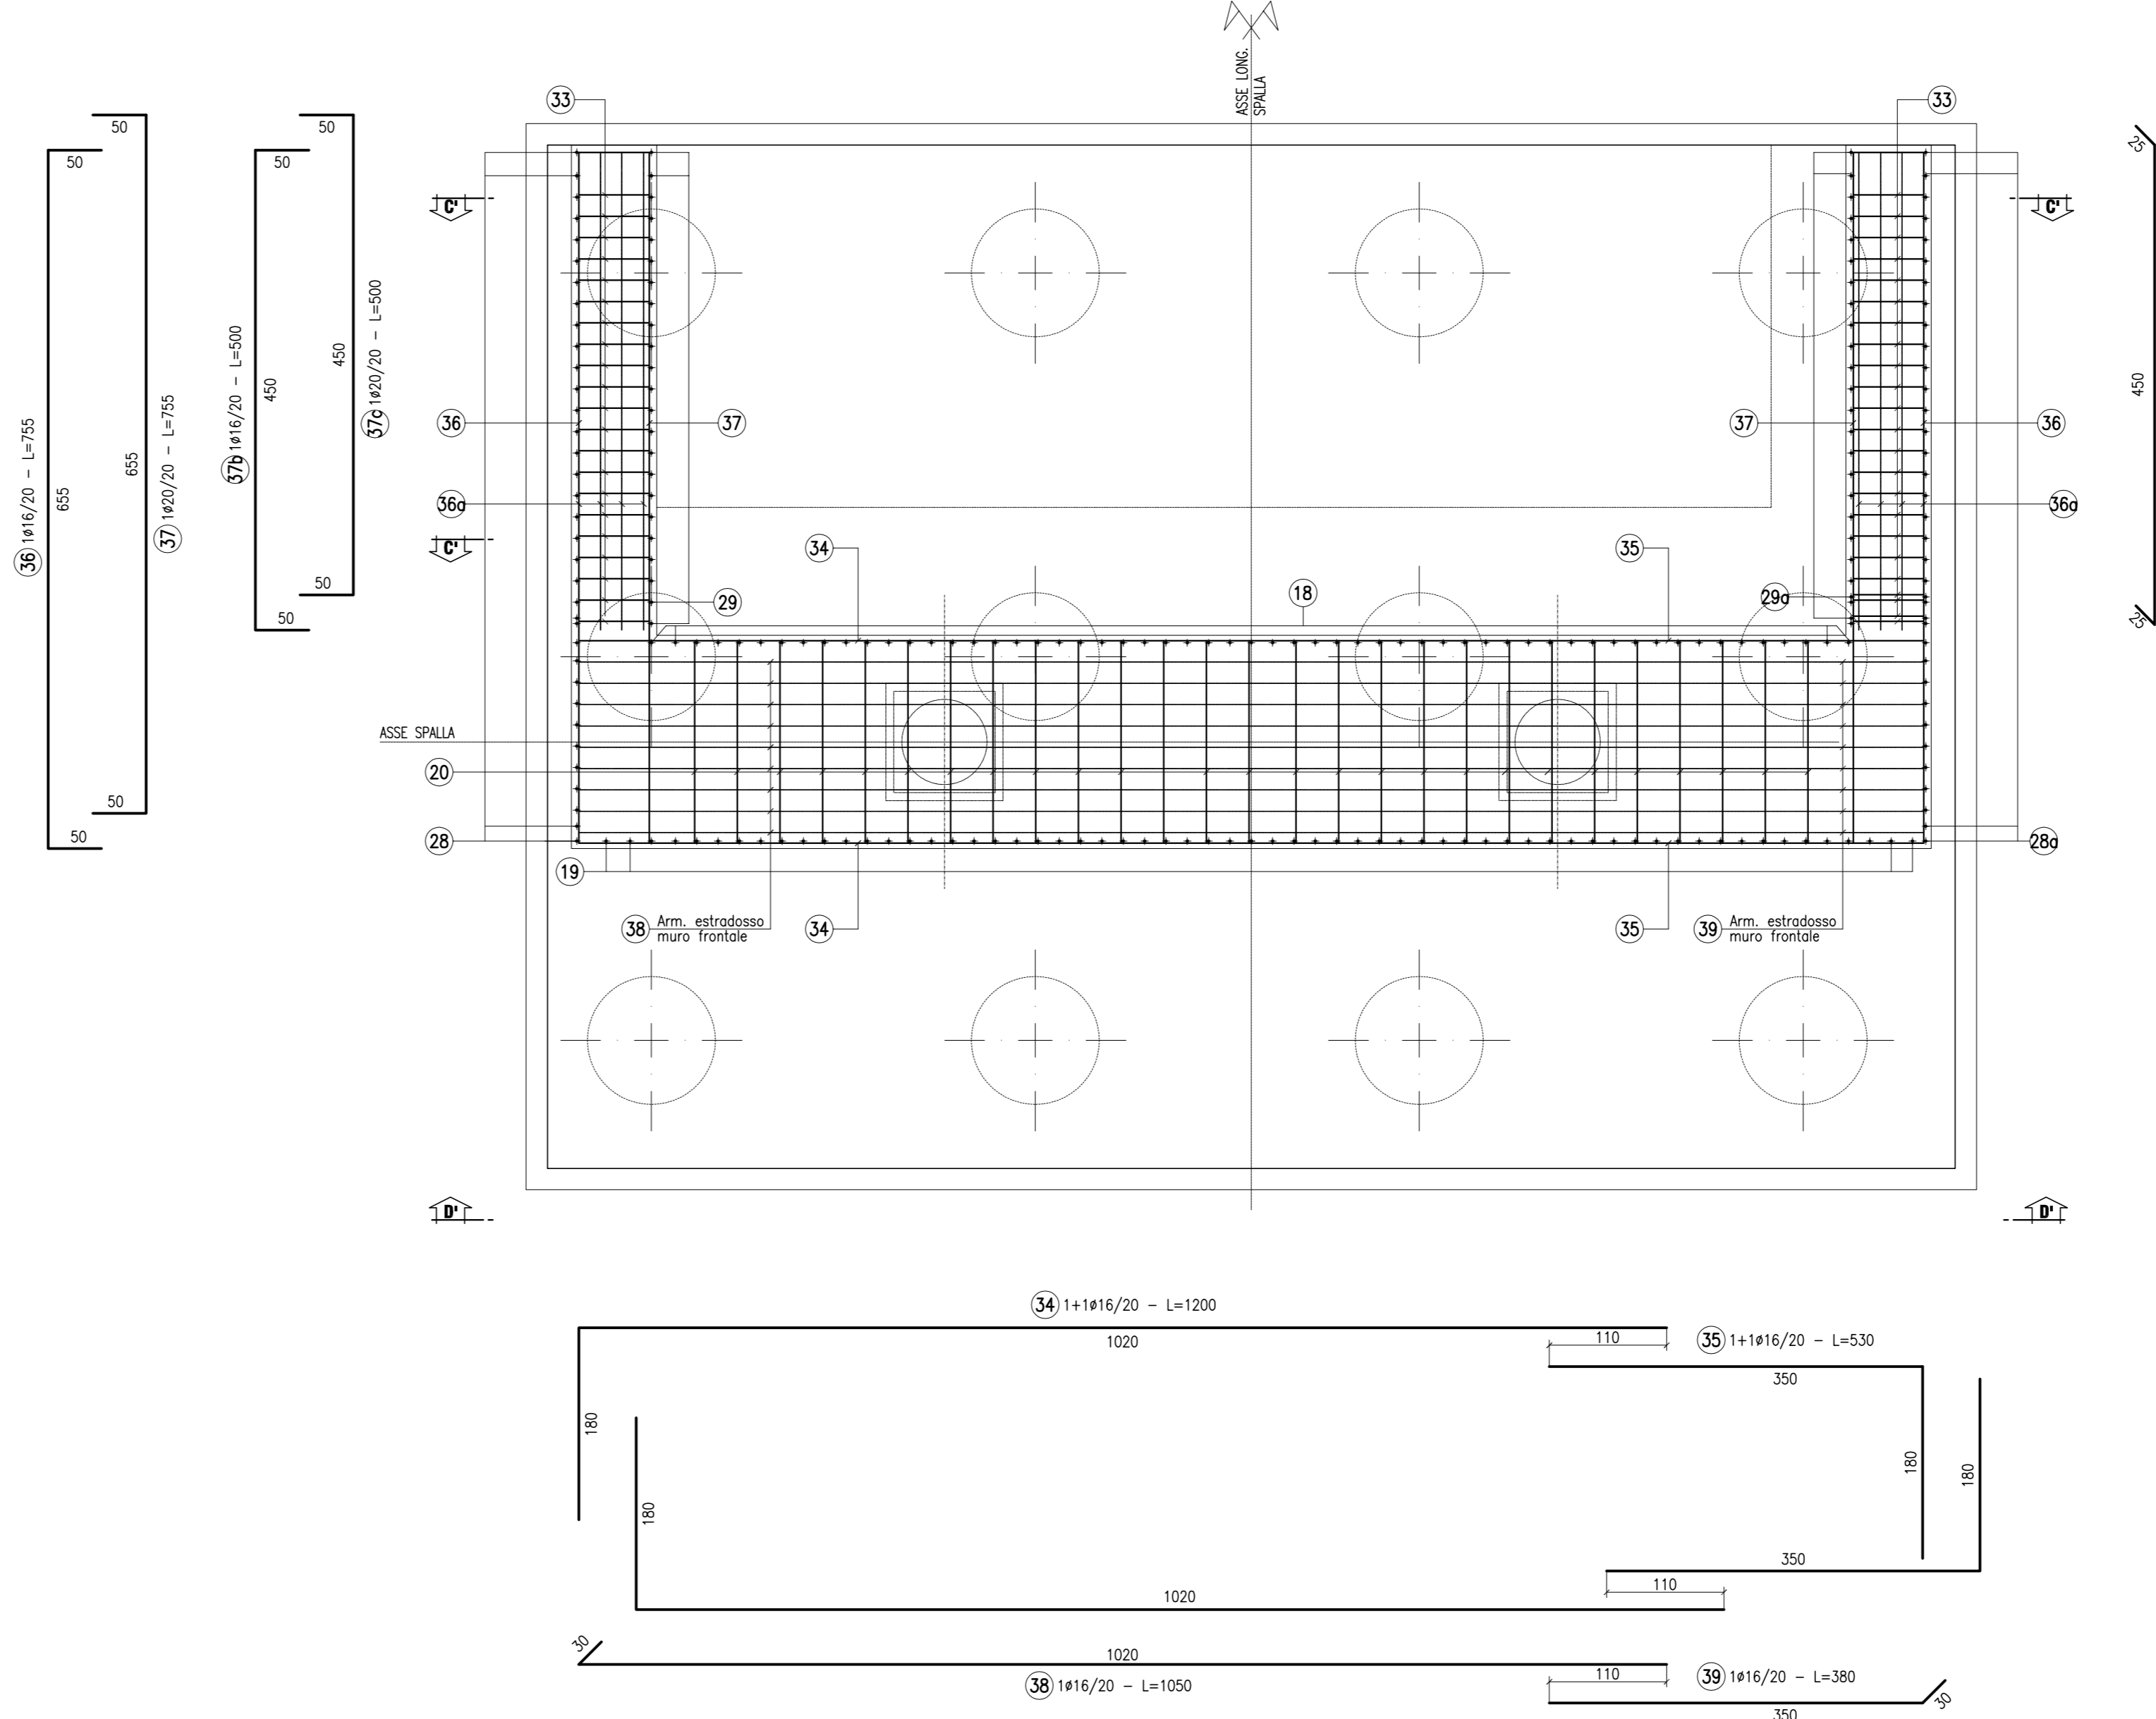 ASSE LONG.
SPALLA
33
33
50
50
50
50
25
C'
C'
36 1ø16/20 - L=755
655
655
37 1ø20/20 - L=755
37b 1ø16/20 - L=500
450
450
37c 1ø20/20 - L=500
450
36
37
37
36
36a
36a
C'
34
35
18
29
29a
50
50
25
ASSE SPALLA
20
50
50
28
28a
19
38 Arm. estradosso
muro frontale
34
35
39 Arm. estradosso
muro frontale
D'
D'
34 1+1ø16/20 - L=1200
1020
110
35 1+1ø16/20 - L=530
350
180
180
180
180
350
110
1020
30
1020
38 1ø16/20 - L=1050
110
39 1ø16/20 - L=380
30
350